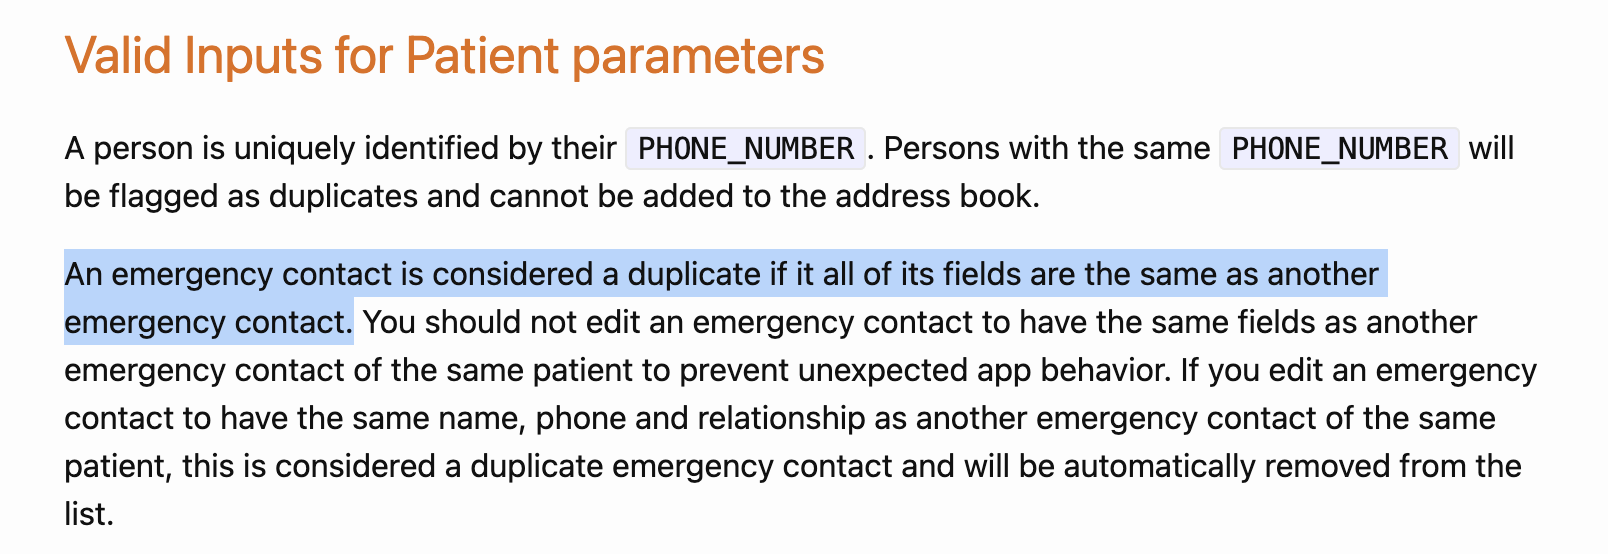 Valid Inputs for Patient parameters
A person is uniquely identified by their PHONE_NUMBER. Persons with the same PHONE_NUMBER will
be flagged as duplicates and cannot be added to the address book.
An emergency contact is considered a duplicate if it all of its fields are the same as another
emergency contact. You should not edit an emergency contact to have the same fields as another
emergency contact of the same patient to prevent unexpected app behavior. If you edit an emergency
contact to have the same name, phone and relationship as another emergency contact of the same
patient, this is considered a duplicate emergency contact and will be automatically removed from the
list.